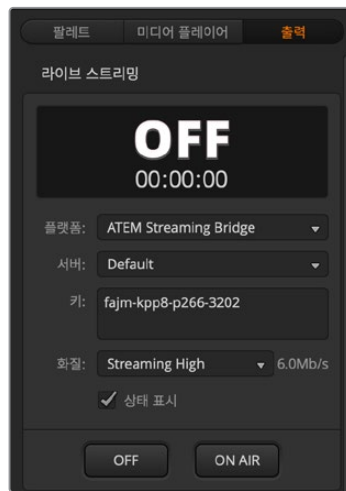 팔레트 미디어 플레이어 출력
라이브 스트리밍
OFF
00:00:00
플랫폼: ATEM Streaming Bridge
서버: Default
키: fajm-kpp8-p266-3202
화질: Streaming High 6.0Mb/s
상태 표시
OFF ON AIR